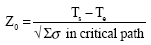 Z₀ = (Tₛ − Tₑ) / √Σσ in critical path